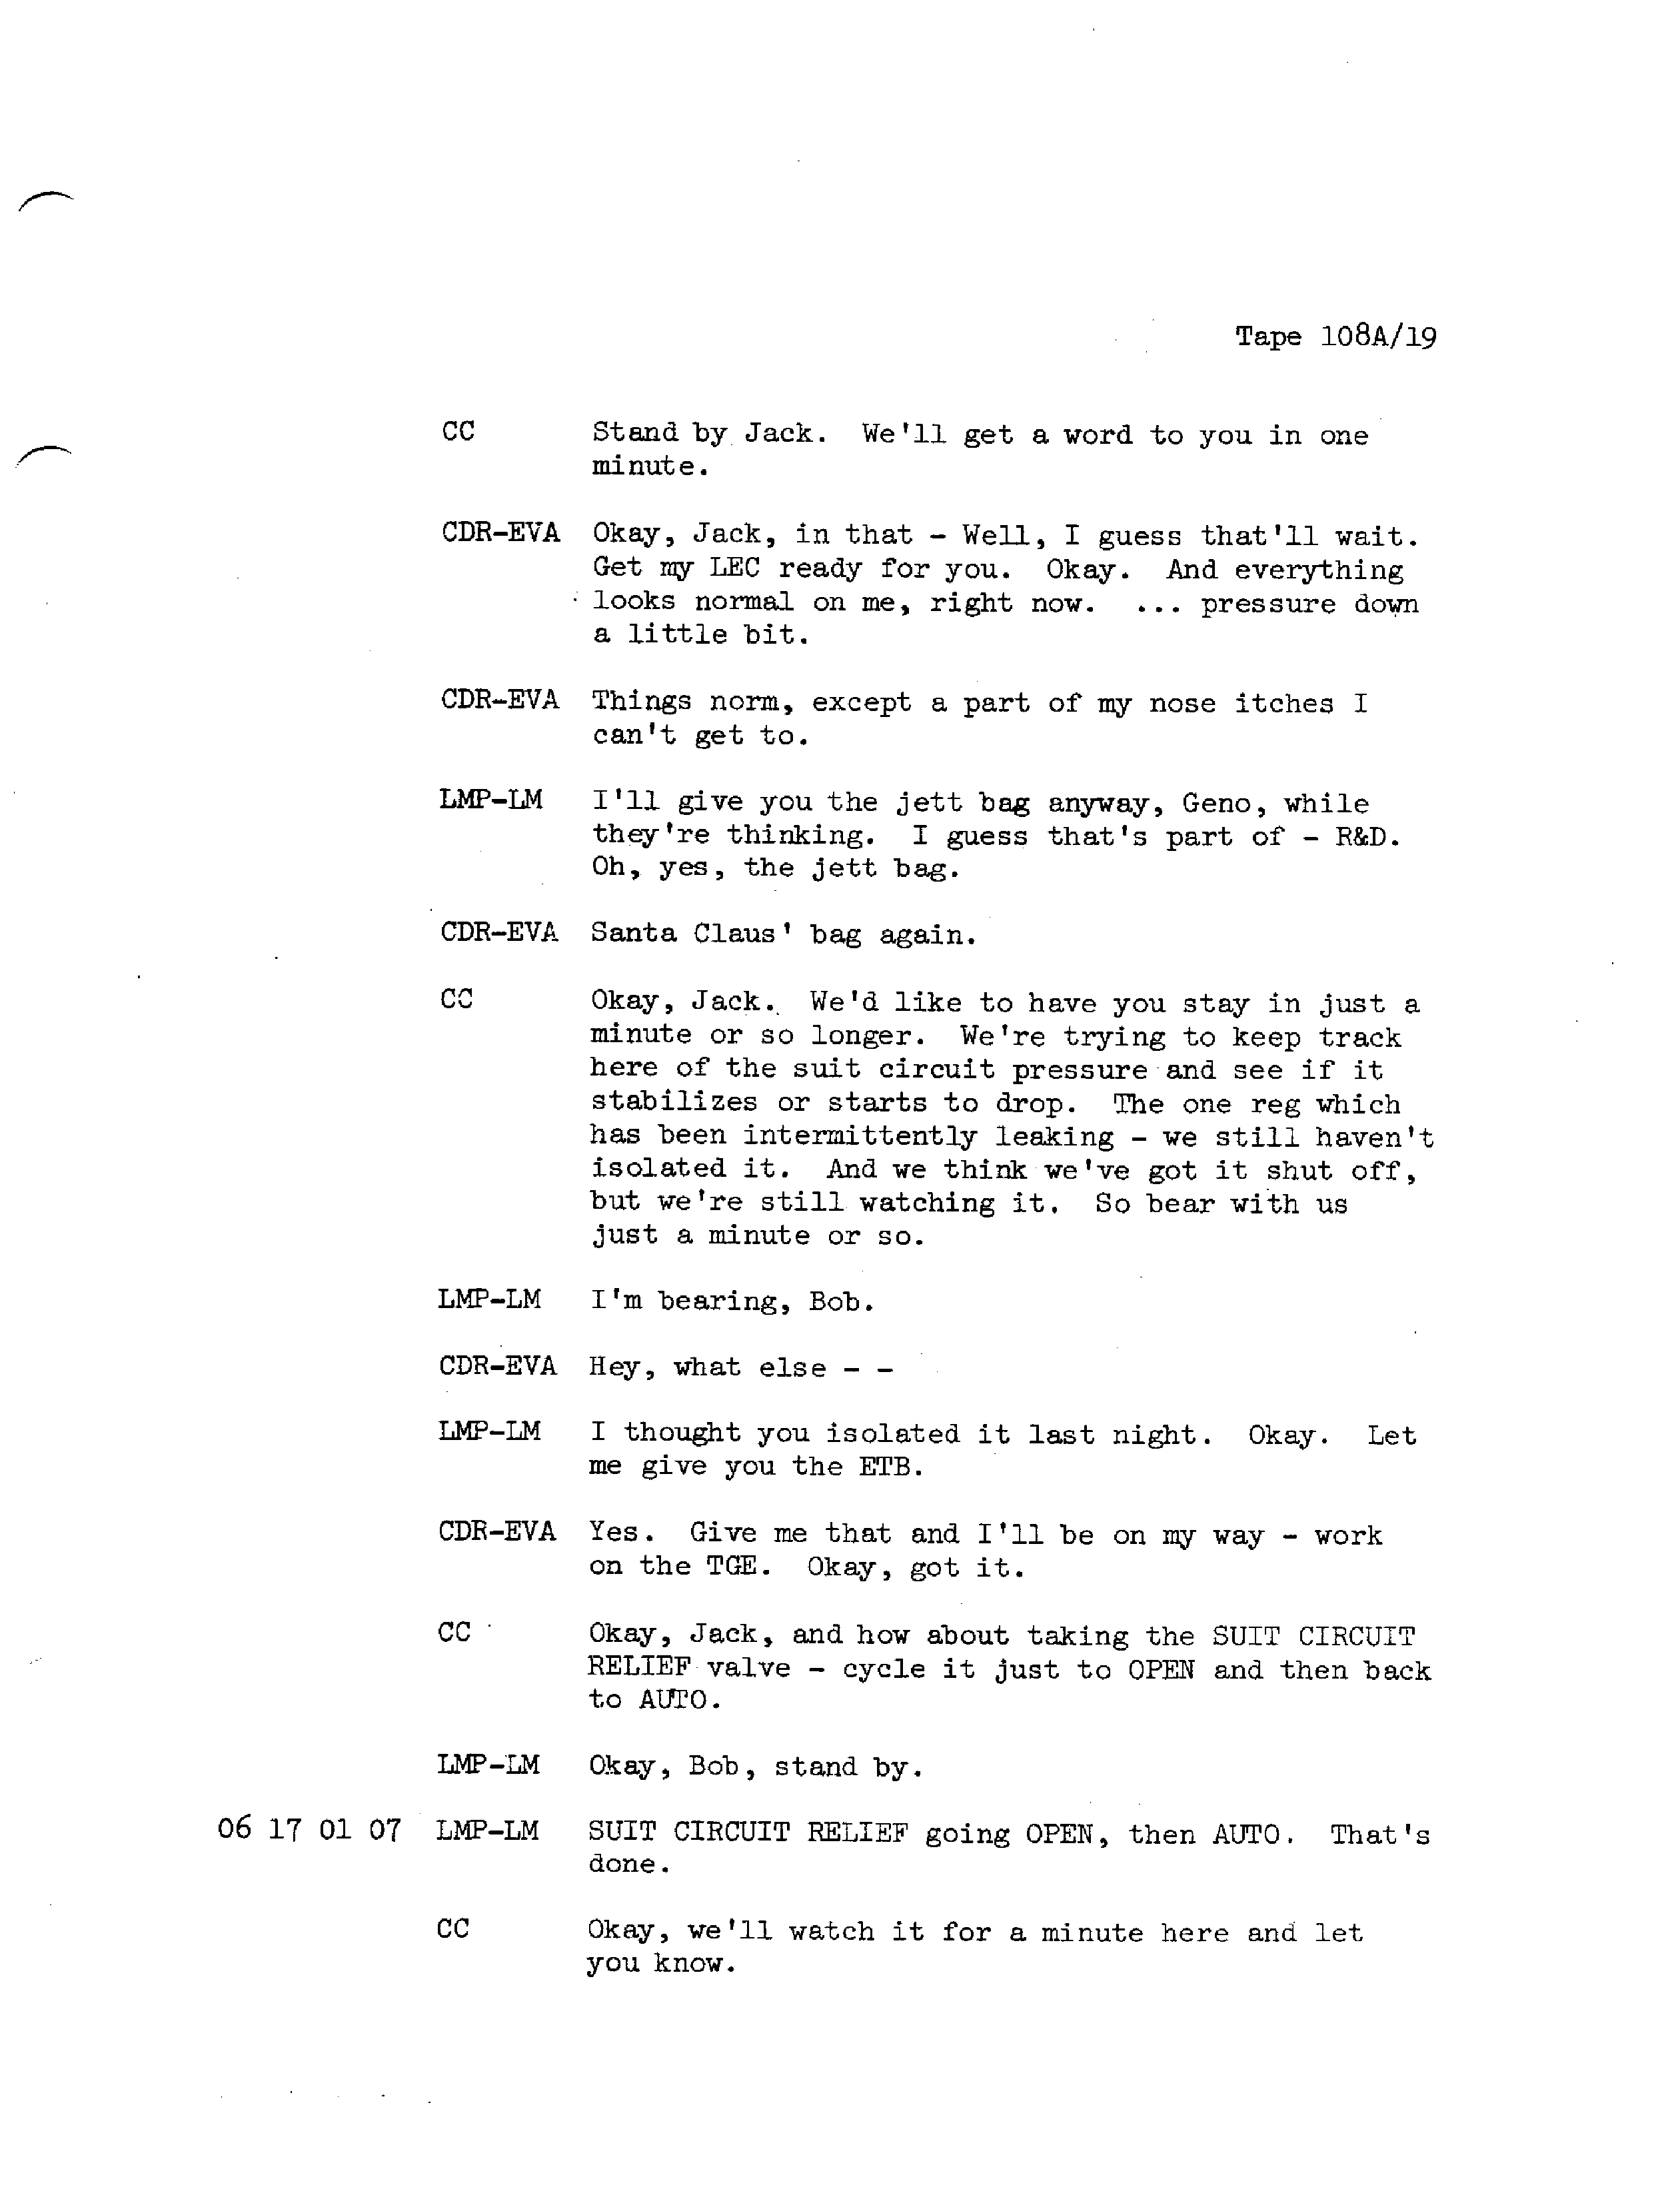 Tape 108A/19
CC Stand by Jack. We'll get a word to you in one
minute.
CDR-EVA Okay, Jack, in that - Well, I guess that'll wait.
Get my LEC ready for you. Okay. And everything
looks normal on me, right now. ... pressure down
a little bit.
CDR-EVA Things norm, except a part of my nose itches I
can't get to.
LMP-LM I'll give you the jett bag anyway, Geno, while
they're thinking. I guess that's part of - R&D.
Oh, yes, the jett bag.
CDR-EVA Santa Claus' bag again.
CC Okay, Jack. We'd like to have you stay in just a
minute or so longer. We're trying to keep track
here of the suit circuit pressure and see if it
stabilizes or starts to drop. The one reg which
has been intermittently leaking - we still haven't
isolated it. And we think we've got it shut off,
but we're still watching it. So bear with us
just a minute or so.
LMP-LM I'm bearing, Bob.
CDR-EVA Hey, what else - -
LMP-LM I thought you isolated it last night. Okay. Let
me give you the ETB.
CDR-EVA Yes. Give me that and I'll be on my way - work
on the TGE. Okay, got it.
CC Okay, Jack, and how about taking the SUIT CIRCUIT
RELIEF valve - cycle it just to OPEN and then back
to AUTO.
LMP-LM Okay, Bob, stand by.
06 17 01 07 LMP-LM SUIT CIRCUIT RELIEF going OPEN, then AUTO. That's
done.
CC Okay, we'll watch it for a minute here and let
you know.